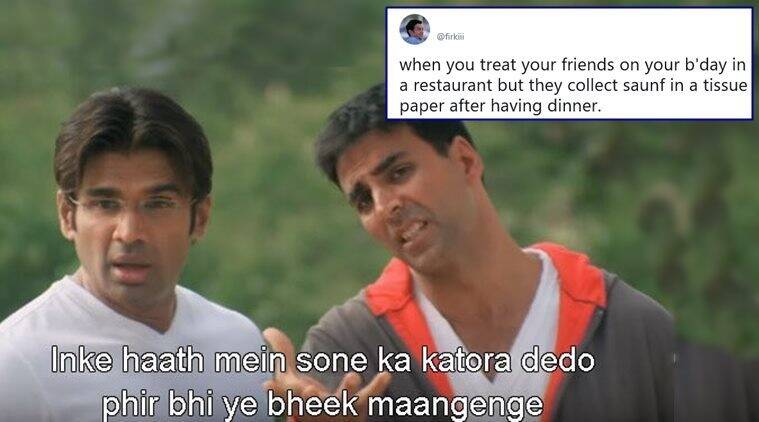 @firkiii
when you treat your friends on your b'day in
a restaurant but they collect saunf in a tissue
paper after having dinner.
Inke haath mein sone ka katora dedo
phir bhi ye bheek maangenge